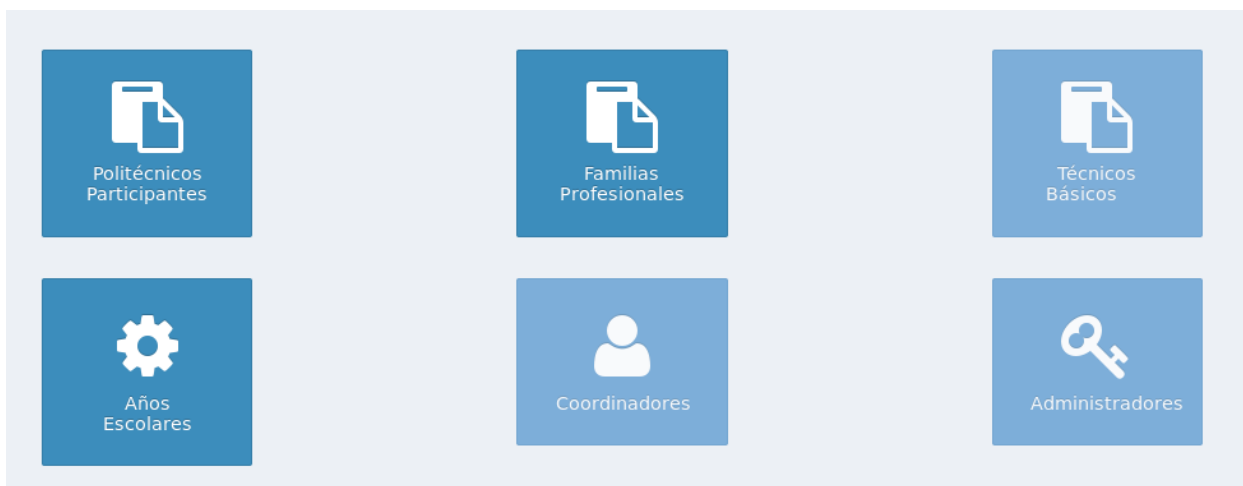 Politécnicos
Participantes
Familias
Profesionales
Técnicos
Básicos
Años
Escolares
Coordinadores
Administradores